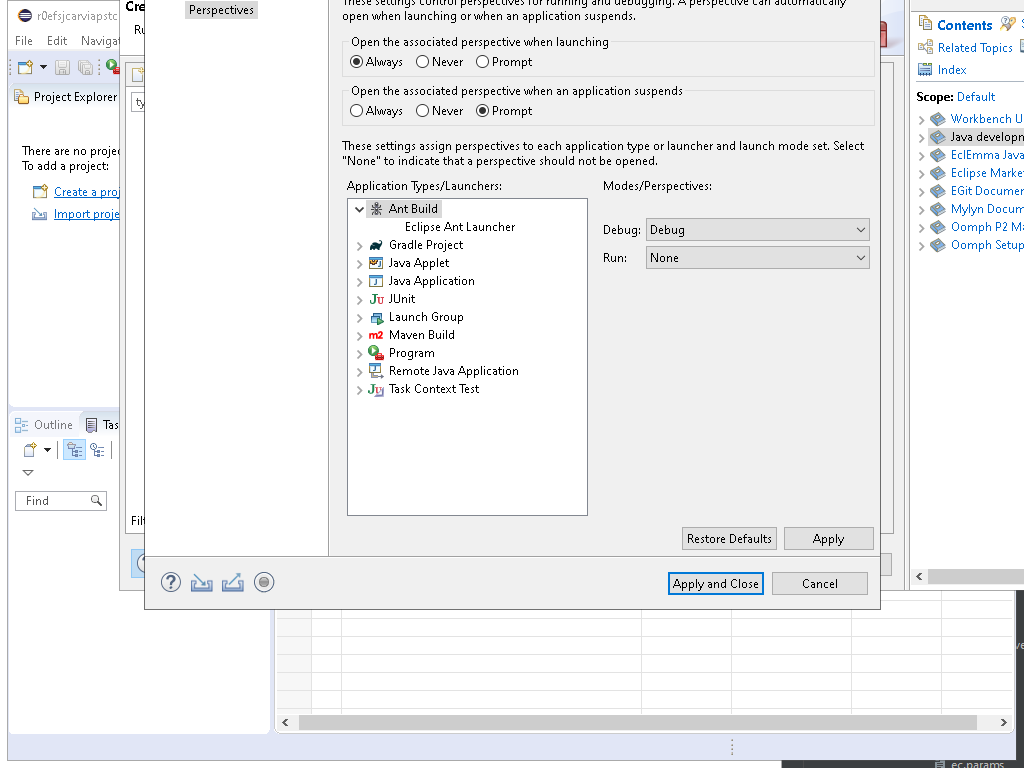 r0efsjcarviapstc
File Edit Navigat
Project Explorer
There are no projec
To add a project:
Create a proj
Import proje
Outline
Tas
Find
Cre
Ru
ty
Filt
Perspectives
These settings control perspectives for running and debugging. A perspective can automatically
open when launching or when an application suspends.
Open the associated perspective when launching
Always Never Prompt
Open the associated perspective when an application suspends
Always Never Prompt
These settings assign perspectives to each application type or launcher and launch mode set. Select
"None" to indicate that a perspective should not be opened.
Application Types/Launchers:
Ant Build
Eclipse Ant Launcher
Gradle Project
Java Applet
Java Application
JUnit
Launch Group
Maven Build
Program
Remote Java Application
Task Context Test
Modes/Perspectives:
Debug: Debug
Run: None
Restore Defaults Apply
Apply and Close Cancel
Contents
Related Topics
Index
Scope: Default
Workbench U
Java developm
EclEmma Java
Eclipse Marke
EGit Documen
Mylyn Docum
Oomph P2 Ma
Oomph Setup
ec.params